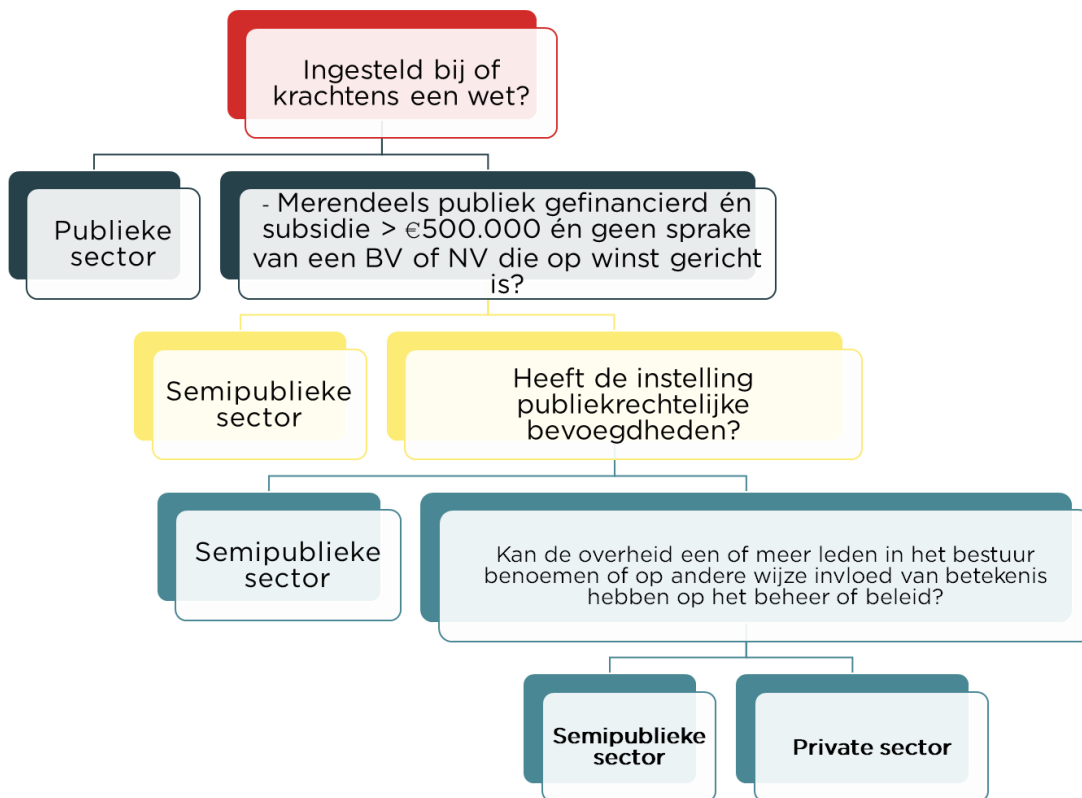 Ingesteld bij of
krachtens een wet?
Publieke
sector
- Merendeels publiek gefinancierd én
subsidie > €500.000 én geen sprake
van een BV of NV die op winst gericht
is?
Semipublieke
sector
Heeft de instelling
publiekrechtelijke
bevoegdheden?
Semipublieke
sector
Kan de overheid een of meer leden in het bestuur
benoemen of op andere wijze invloed van betekenis
hebben op het beheer of beleid?
Semipublieke
sector
Private sector